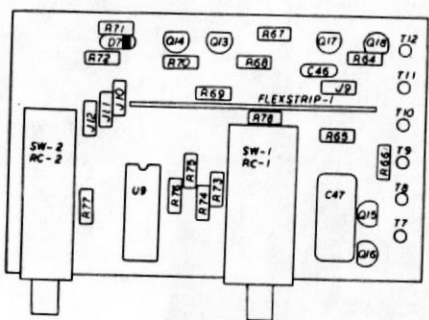 R71
D7
Q14
Q13
R67
Q17
Q18
T12
R72
R70
R68
C46
R64
T11
R69
J9
J10
J11
J12
FLEXSTRIP-1
R78
T10
SW-2
RC-2
SW-1
RC-1
R65
R66
T9
R75
U9
R76
R74
R73
C47
T8
R77
Q15
T7
Q16